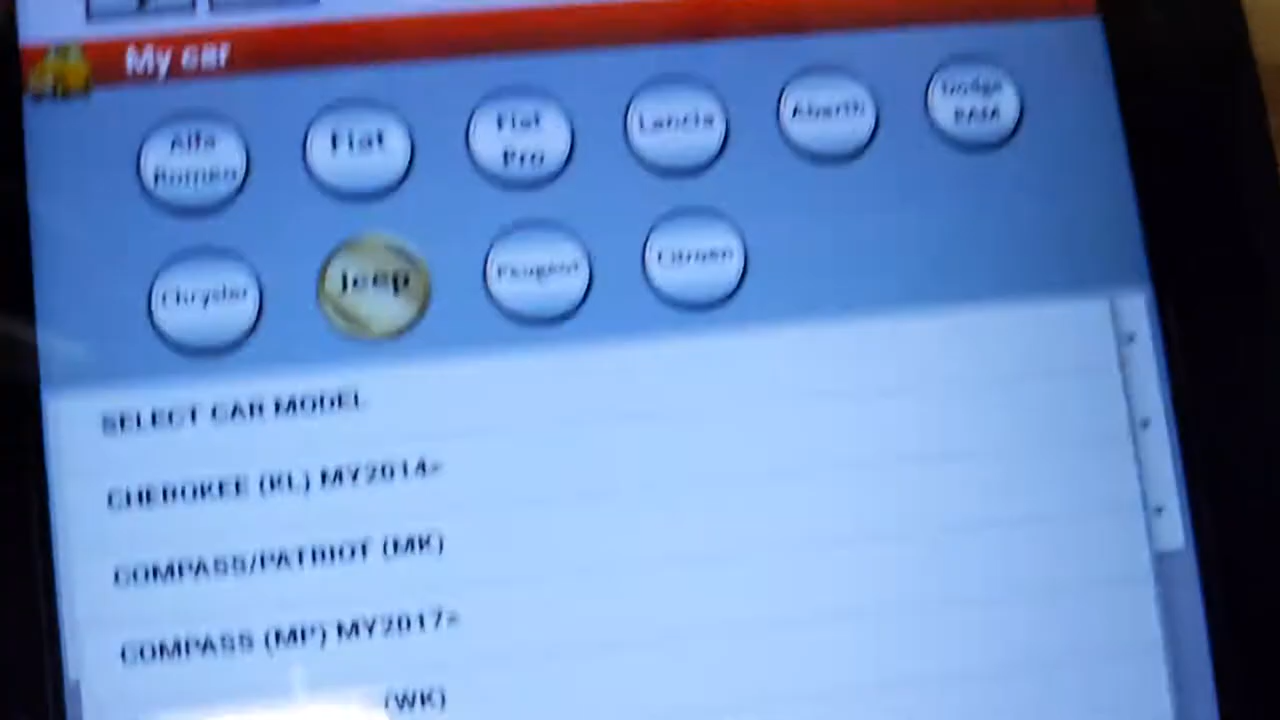 My car
Alfa
Romeo
Fiat
Fiat
Pro
Lancia
Abarth
Dodge
RAM
Chrysler
Jeep
Peugeot
Citroen
SELECT CAR MODEL
CHEROKEE (KL) MY2014>
COMPASS/PATRIOT (MK)
COMPASS (MP) MY2017>
(WK)